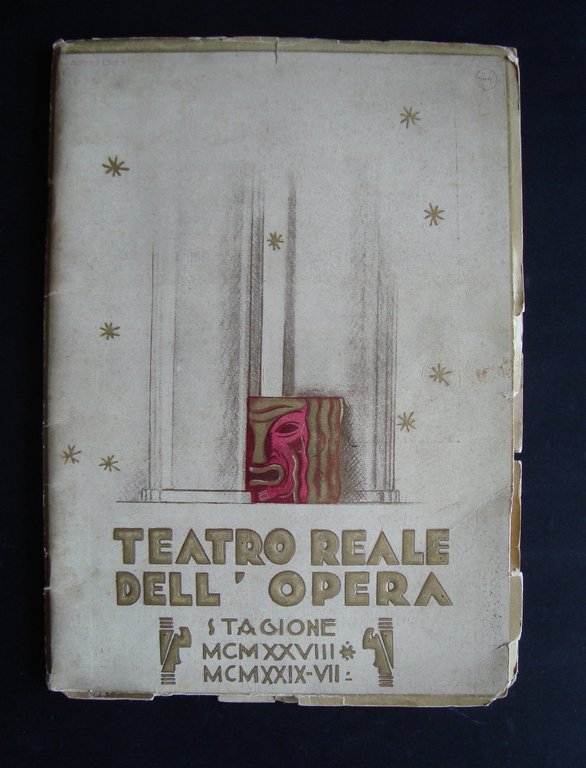 TEATRO REALE
DELL' OPERA
STAGIONE
MCMXXVIII*
MCMXXIX-VII·